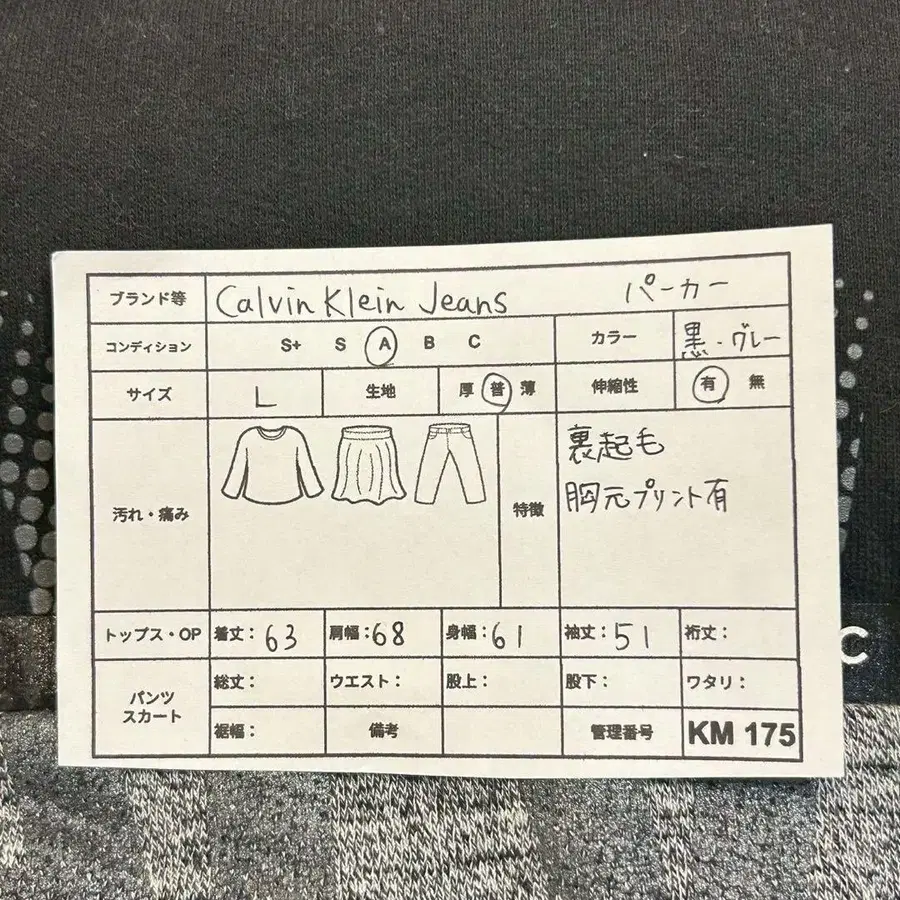 ブランド等 Calvin Klein Jeans パーカー
コンディション S+ S A B C カラー 黒・グレー
サイズ L 生地 厚 普 薄 伸縮性 有 無
汚れ・痛み 特徴 裏起毛
胸元プリント有
トップス・OP 着丈：63 肩幅：68 身幅：61 袖丈：51 裄丈：
パンツ
スカート
総丈： ウエスト： 股上： 股下： ワタリ：
裾幅： 備考 管理番号 KM 175
C